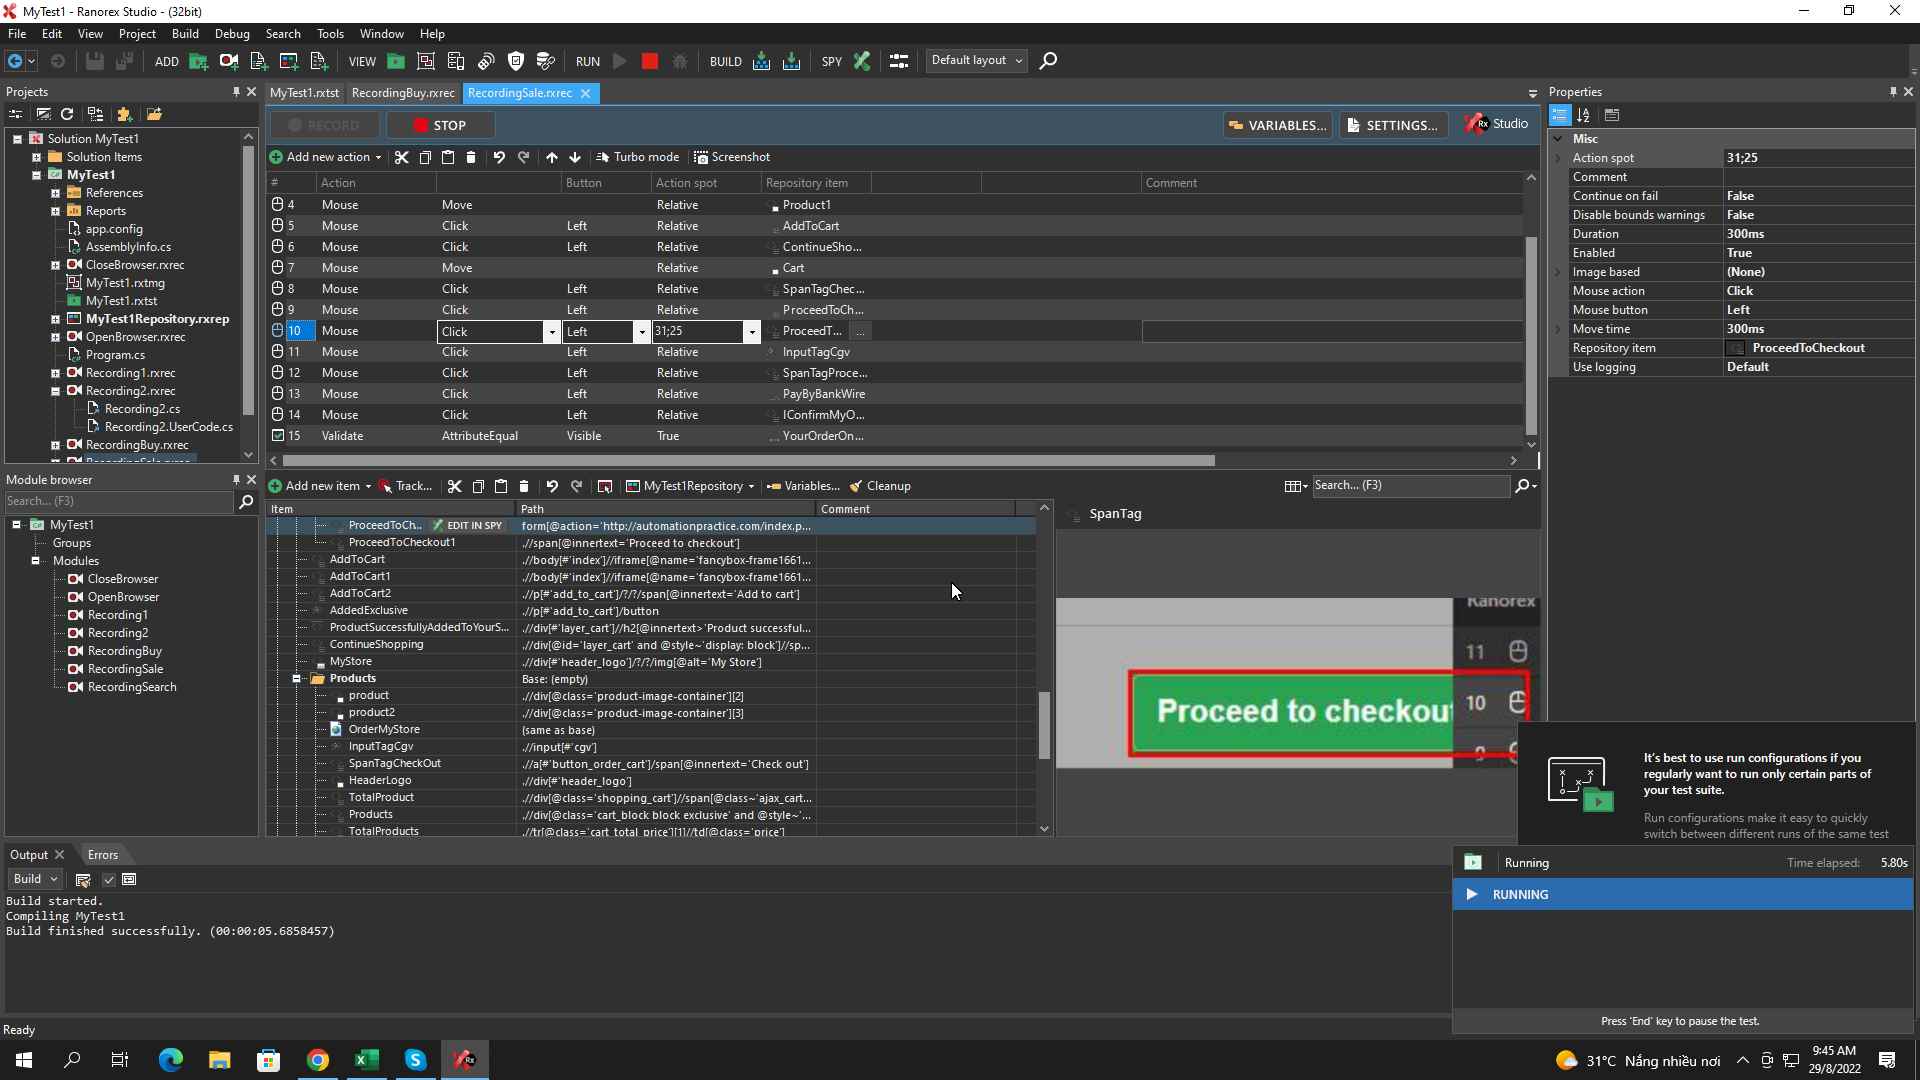 MyTest1 - Ranorex Studio - (32bit)
File Edit View Project Build Debug Search Tools Window Help
ADD VIEW RUN BUILD SPY Default layout
Projects
Solution MyTest1
Solution Items
MyTest1
References
Reports
app.config
AssemblyInfo.cs
CloseBrowser.rxrec
MyTest1.rxtmg
MyTest1.rxtst
MyTest1Repository.rxrep
OpenBrowser.rxrec
Program.cs
Recording1.rxrec
Recording2.rxrec
Recording2.cs
Recording2.UserCode.cs
RecordingBuy.rxrec
Module browser
Search... (F3)
MyTest1
Groups
Modules
CloseBrowser
OpenBrowser
Recording1
Recording2
RecordingBuy
RecordingSale
RecordingSearch
MyTest1.rxtst RecordingBuy.rxrec RecordingSale.rxrec
RECORD STOP VARIABLES... SETTINGS... Rx Studio
Add new action Turbo mode Screenshot
# Action Button Action spot Repository item Comment
4 Mouse Move Relative Product1
5 Mouse Click Left Relative AddToCart
6 Mouse Click Left Relative ContinueSho...
7 Mouse Move Relative Cart
8 Mouse Click Left Relative SpanTagChec...
9 Mouse Click Left Relative ProceedToCh...
10 Mouse Click Left 31;25 ProceedT... ...
11 Mouse Click Left Relative InputTagCgv
12 Mouse Click Left Relative SpanTagProce...
13 Mouse Click Left Relative PayByBankWire
14 Mouse Click Left Relative IConfirmMyO...
15 Validate AttributeEqual Visible True YourOrderOn...
Add new item Track... MyTest1Repository Variables... Cleanup Search... (F3)
Item Path Comment
ProceedToCh... EDIT IN SPY form[@action='http://automationpractice.com/index.p...
ProceedToCheckout1 .//span[@innertext='Proceed to checkout']
AddToCart .//body[#'index']//iframe[@name='fancybox-frame1661...
AddToCart1 .//body[#'index']//iframe[@name='fancybox-frame1661...
AddToCart2 .//p[#'add_to_cart']/?/?/span[@innertext='Add to cart']
AddedExclusive .//p[#'add_to_cart']/button
ProductSuccessfullyAddedToYourS... .//div[#'layer_cart']//h2[@innertext>'Product successful...
ContinueShopping .//div[@id='layer_cart' and @style~'display: block']//sp...
MyStore .//div[#'header_logo']/?/?/img[@alt='My Store']
Products Base: (empty)
product .//div[@class='product-image-container'][2]
product2 .//div[@class='product-image-container'][3]
OrderMyStore (same as base)
InputTagCgv .//input[#'cgv']
SpanTagCheckOut .//a[#'button_order_cart']/span[@innertext='Check out']
HeaderLogo .//div[#'header_logo']
TotalProduct .//div[@class='shopping_cart']//span[@class~'ajax_cart...
Products .//div[@class='cart_block block exclusive' and @style~'...
TotalProducts .//tr[@class='cart_total_price'][1]//td[@class='price']
SpanTag
Ranorex
11
Proceed to checkout
10
9
Properties
Misc
Action spot 31;25
Comment
Continue on fail False
Disable bounds warnings False
Duration 300ms
Enabled True
Image based (None)
Mouse action Click
Mouse button Left
Move time 300ms
Repository item ProceedToCheckout
Use logging Default
It's best to use run configurations if you
regularly want to run only certain parts of
your test suite.
Run configurations make it easy to quickly
switch between different runs of the same test
Running Time elapsed: 5.80s
RUNNING
Press 'End' key to pause the test.
Output Errors
Build
Build started.
Compiling MyTest1
Build finished successfully. (00:00:05.6858457)
Ready
31°C Nắng nhiều nơi
9:45 AM
29/8/2022